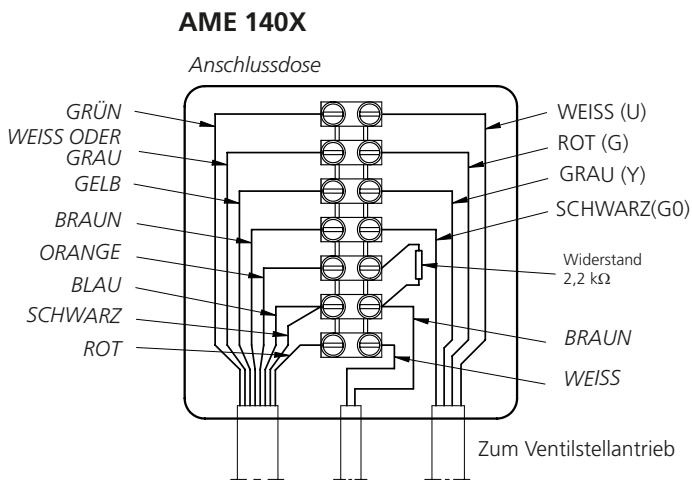 AME 140X
Anschlussdose
GRÜN
WEISS ODER
GRAU
GELB
BRAUN
ORANGE
BLAU
SCHWARZ
ROT
WEISS (U)
ROT (G)
GRAU (Y)
SCHWARZ(G0)
Widerstand
2,2 kΩ
BRAUN
WEISS
Zum Ventilstellantrieb